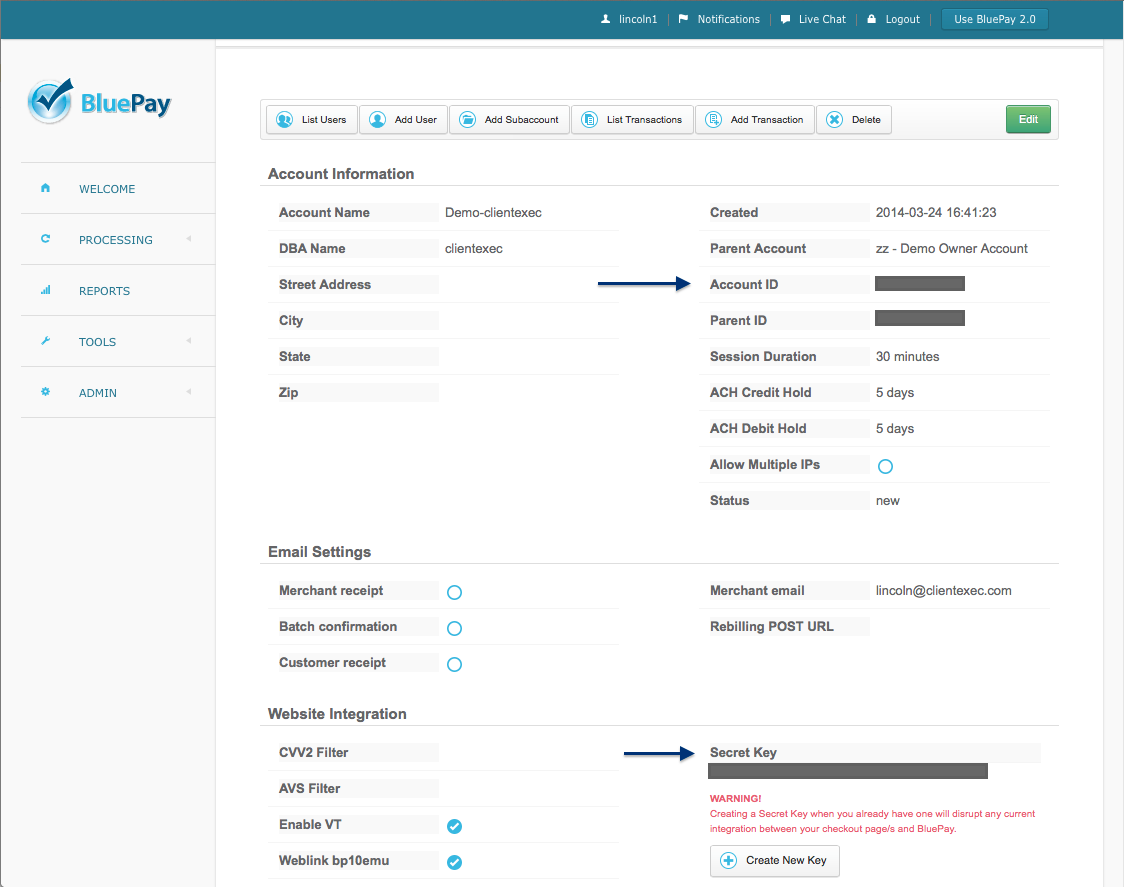 lincoln1 Notifications Live Chat Logout Use BluePay 2.0
BluePay
WELCOME
PROCESSING
REPORTS
TOOLS
ADMIN
List Users Add User Add Subaccount List Transactions Add Transaction Delete Edit
Account Information
Account Name Demo-clientexec
DBA Name clientexec
Street Address
City
State
Zip
Created 2014-03-24 16:41:23
Parent Account zz - Demo Owner Account
Account ID
Parent ID
Session Duration 30 minutes
ACH Credit Hold 5 days
ACH Debit Hold 5 days
Allow Multiple IPs
Status new
Email Settings
Merchant receipt
Batch confirmation
Customer receipt
Merchant email lincoln@clientexec.com
Rebilling POST URL
Website Integration
CVV2 Filter
AVS Filter
Enable VT
Weblink bp10emu
Secret Key
WARNING!
Creating a Secret Key when you already have one will disrupt any current
integration between your checkout page/s and BluePay.
Create New Key